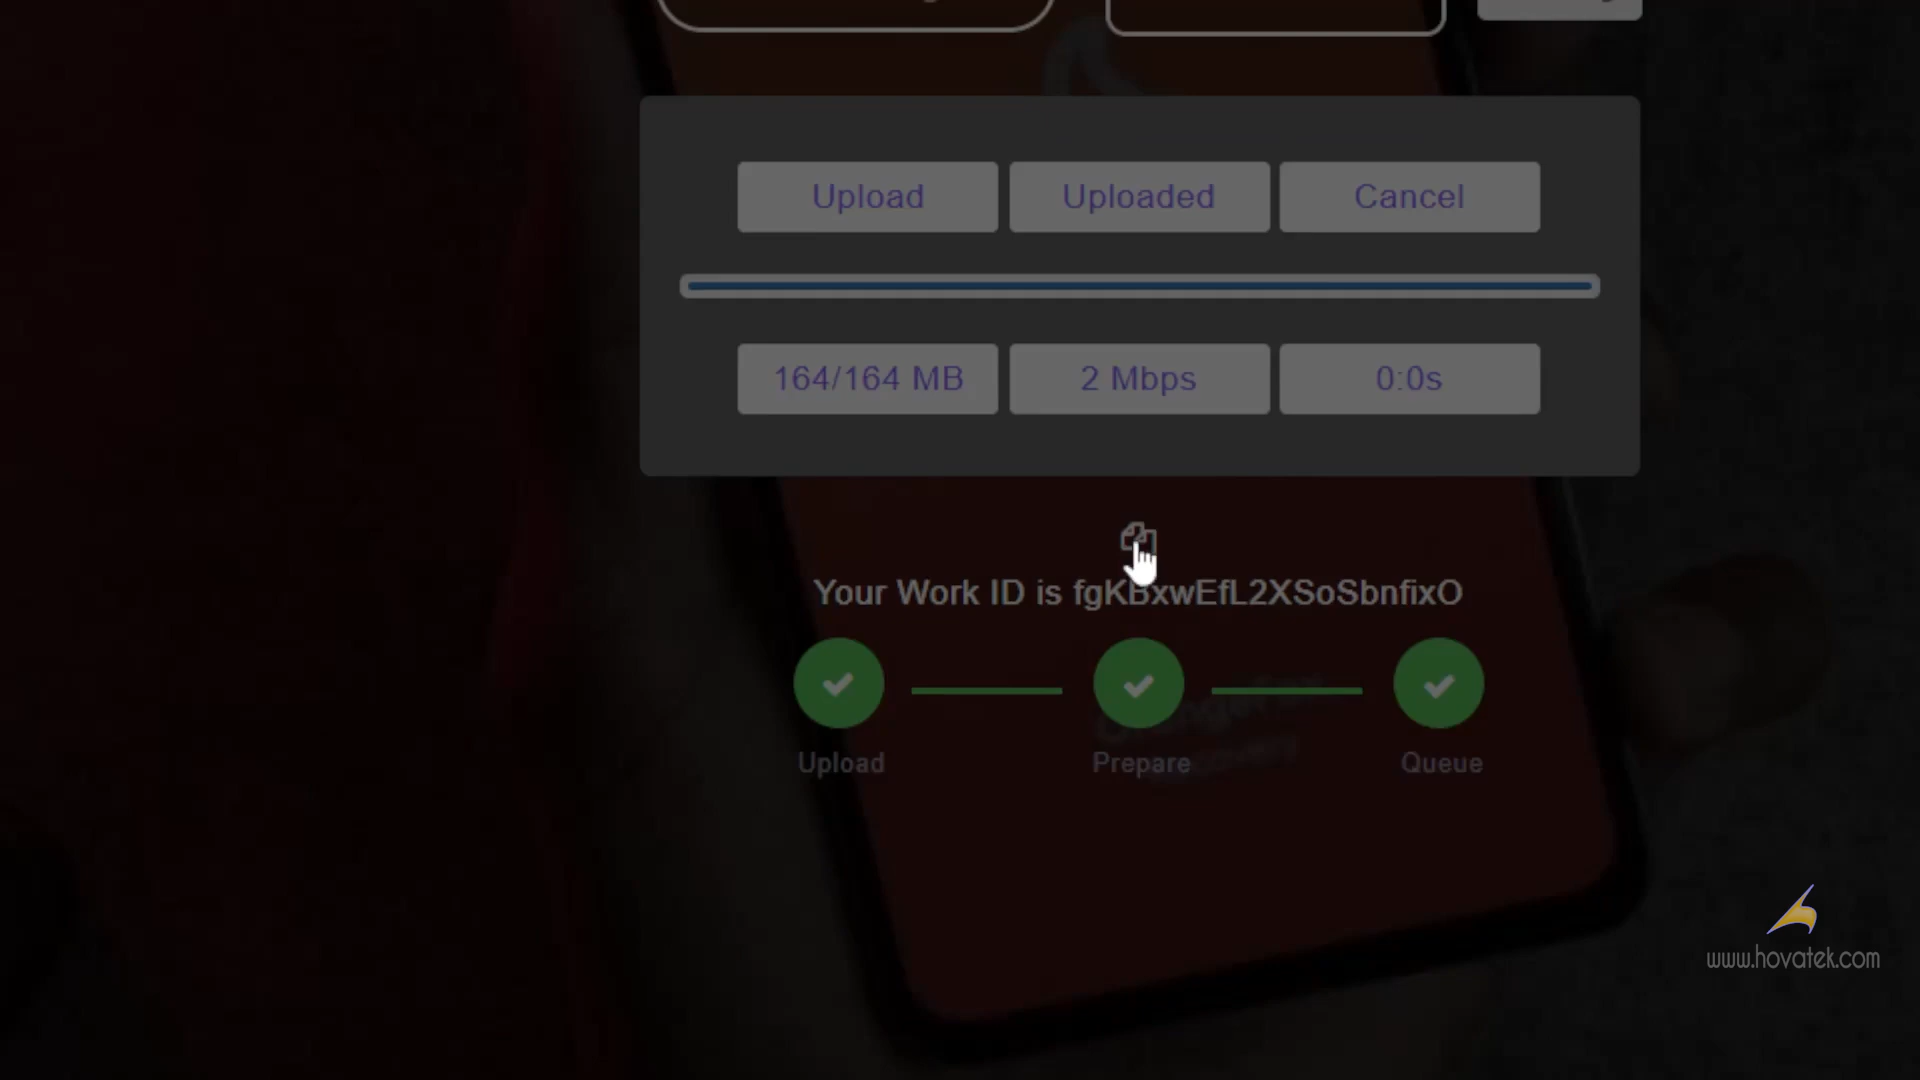 Upload Uploaded Cancel
164/164 MB 2 Mbps 0:0s
Your Work ID is fgKBxwEfL2XSoSbnfixO
Upload Prepare Queue
www.hovatek.com